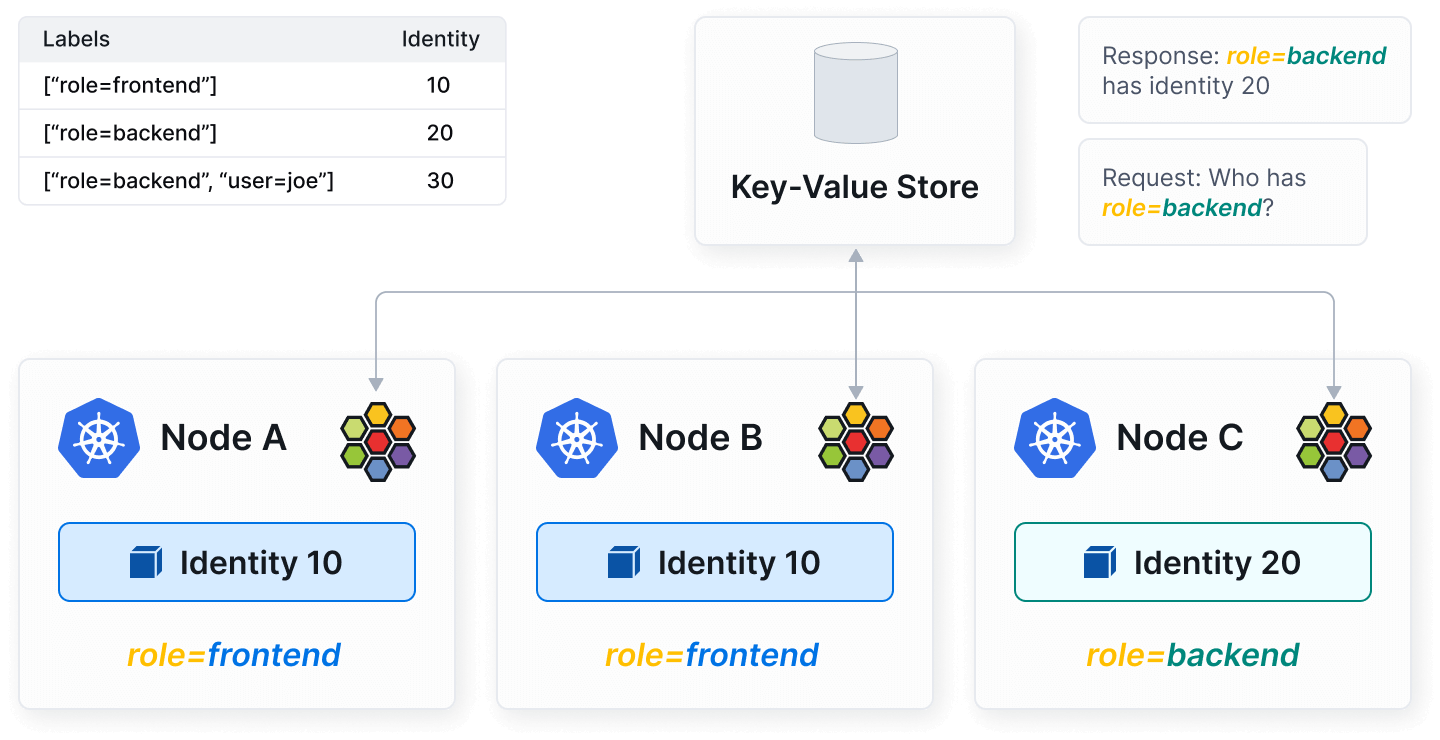 Labels Identity
[“role=frontend”] 10
[“role=backend”] 20
[“role=backend”, “user=joe”] 30
Key-Value Store
Response: role=backend
has identity 20
Request: Who has
role=backend?
Node A
Identity 10
role=frontend
Node B
Identity 10
role=frontend
Node C
Identity 20
role=backend